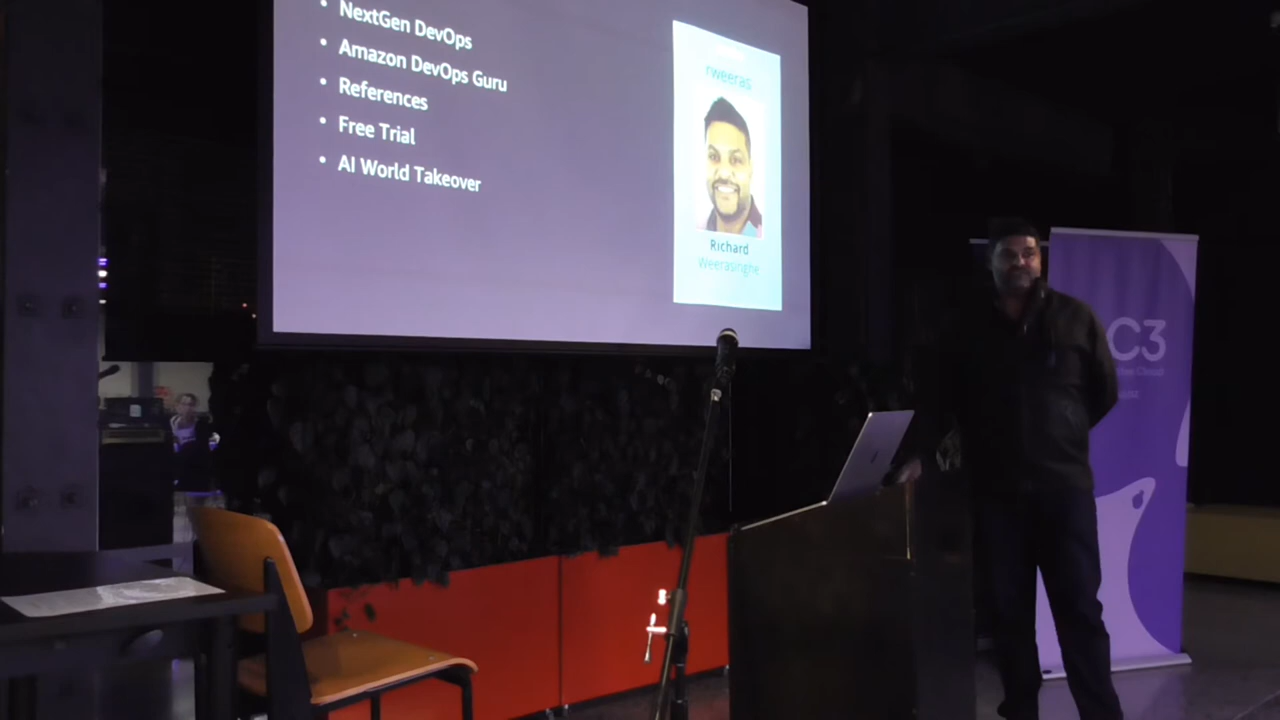 NextGen DevOps
Amazon DevOps Guru
References
Free Trial
AI World Takeover
rweeras
Richard
Weerasinghe
C3